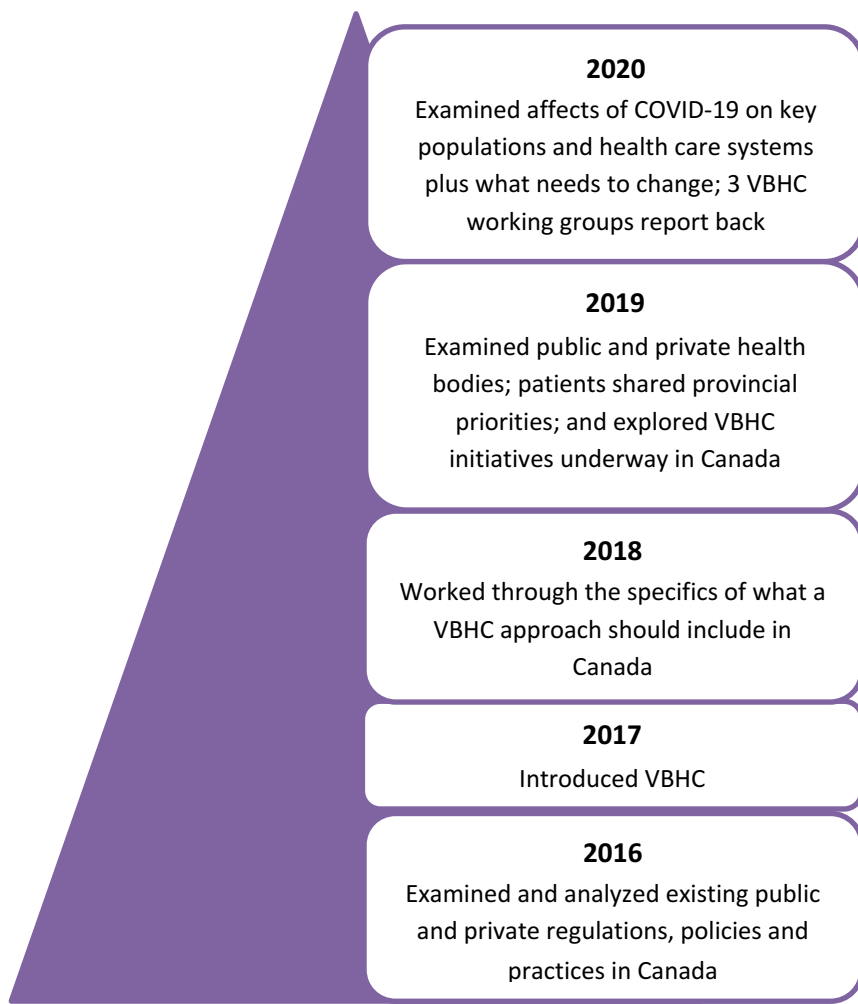 2020
Examined affects of COVID-19 on key
populations and health care systems
plus what needs to change; 3 VBHC
working groups report back
2019
Examined public and private health
bodies; patients shared provincial
priorities; and explored VBHC
initiatives underway in Canada
2018
Worked through the specifics of what a
VBHC approach should include in
Canada
2017
Introduced VBHC
2016
Examined and analyzed existing public
and private regulations, policies and
practices in Canada